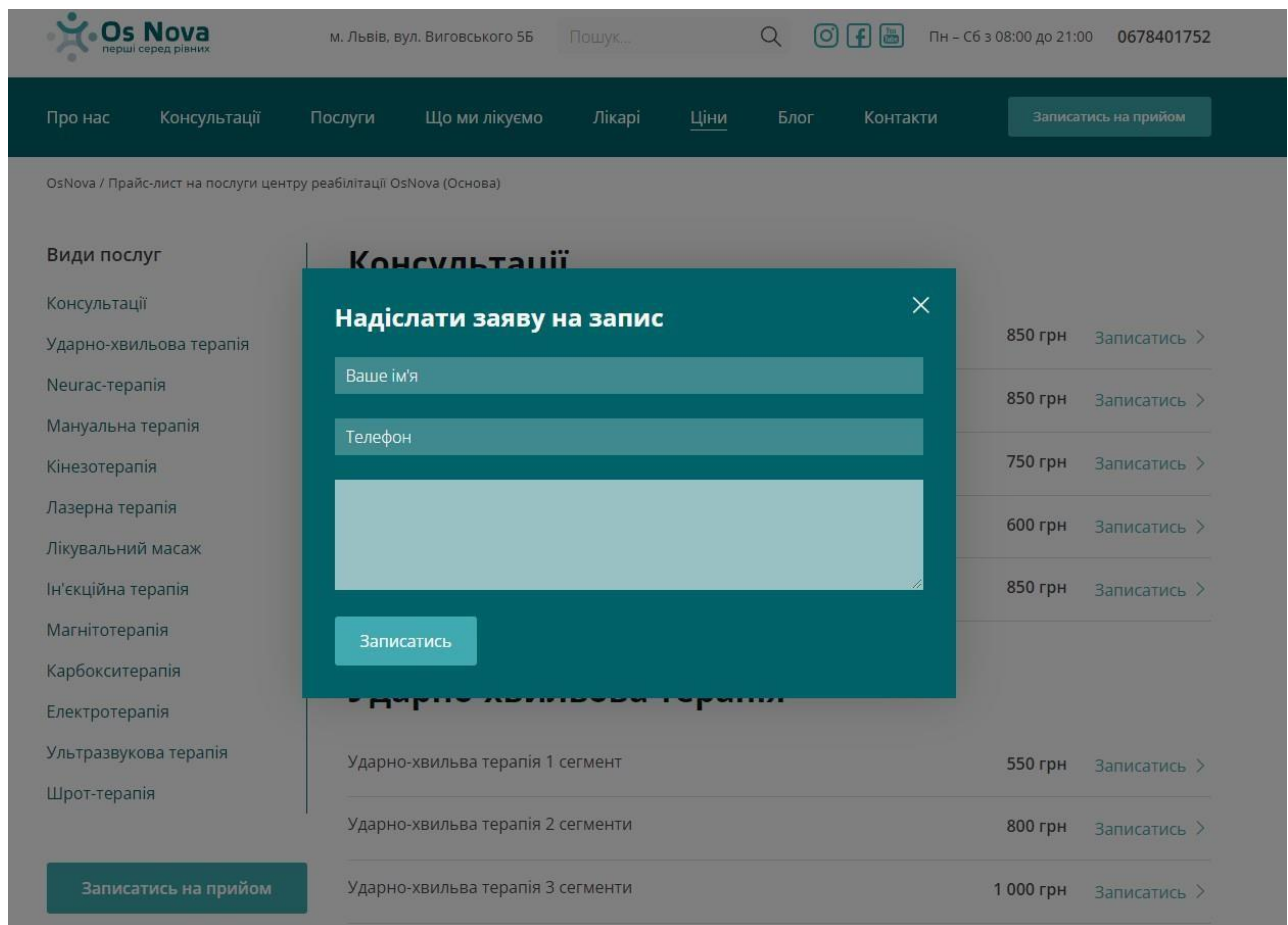 Os Nova
перші серед рівних
м. Львів, вул. Виговського 5Б
Пошук...
You Tube
Пн – Сб з 08:00 до 21:00
0678401752
Про нас
Консультації
Послуги
Що ми лікуємо
Лікарі
Ціни
Блог
Контакти
Записатись на прийом
OsNova / Прайс-лист на послуги центру реабілітації OsNova (Основа)
Види послуг
Консультації
Ударно-хвильова терапія
Neurac-терапія
Мануальна терапія
Кінезотерапія
Лазерна терапія
Лікувальний масаж
Ін'єкційна терапія
Магнітотерапія
Карбокситерапія
Електротерапія
Ультразвукова терапія
Шрот-терапія
Записатись на прийом
Консультації
Надіслати заяву на запис
Ваше ім'я
Телефон
Записатись
850 грн Записатись
850 грн Записатись
750 грн Записатись
600 грн Записатись
850 грн Записатись
Ударно-хвильова терапія
Ударно-хвильва терапія 1 сегмент 550 грн Записатись
Ударно-хвильва терапія 2 сегменти 800 грн Записатись
Ударно-хвильва терапія 3 сегменти 1 000 грн Записатись